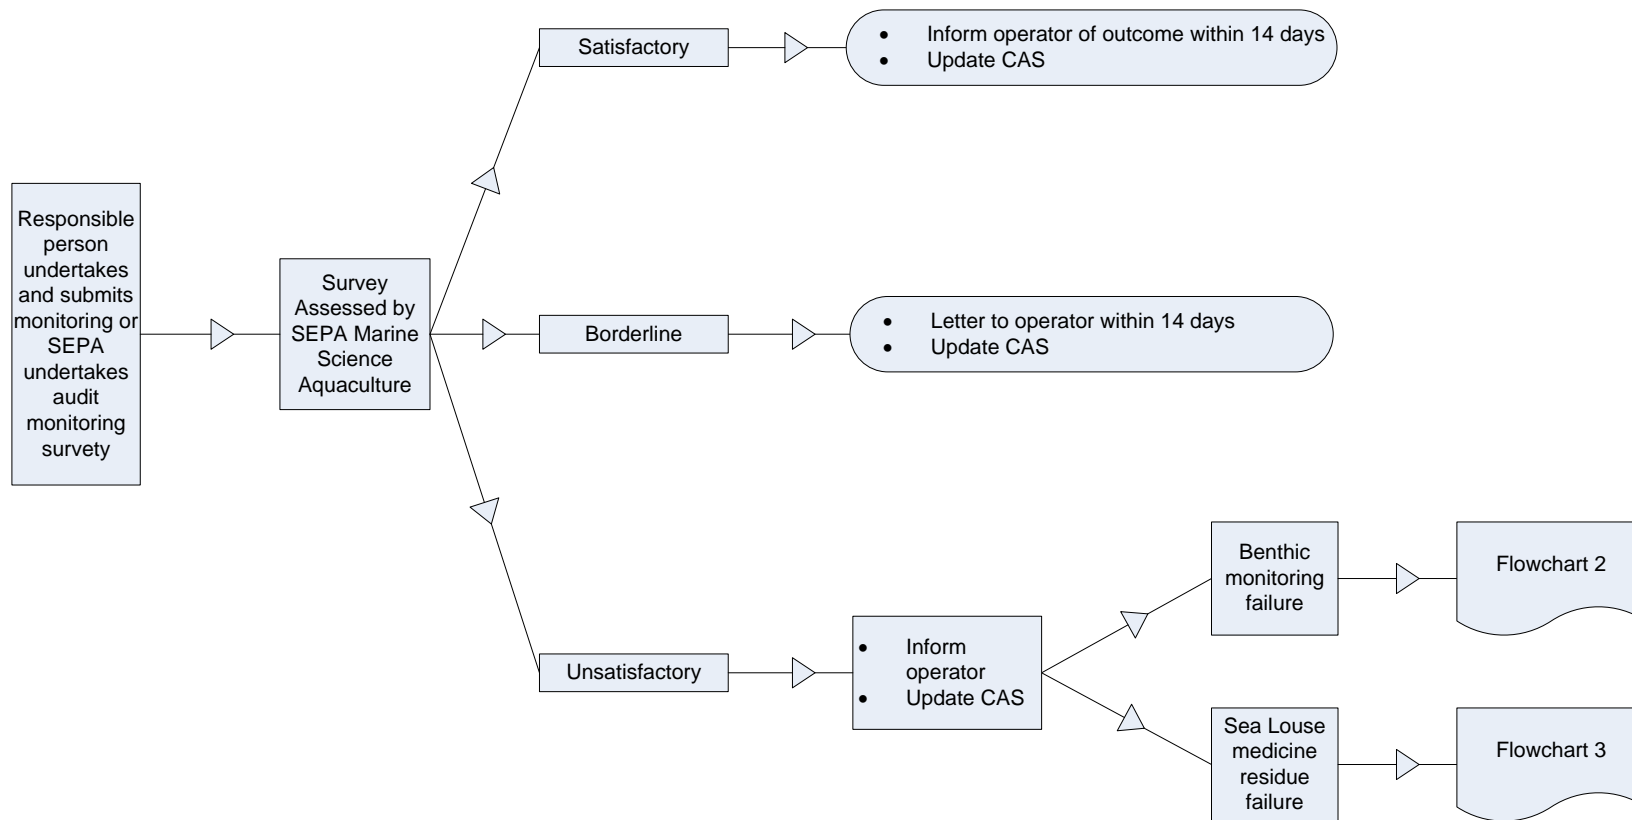 Responsible
person
undertakes
and submits
monitoring or
SEPA
undertakes
audit
monitoring
survety
Survey
Assessed by
SEPA Marine
Science
Aquaculture
Satisfactory
• Inform operator of outcome within 14 days
• Update CAS
Borderline
• Letter to operator within 14 days
• Update CAS
Unsatisfactory
• Inform
operator
• Update CAS
Benthic
monitoring
failure
Flowchart 2
Sea Louse
medicine
residue
failure
Flowchart 3